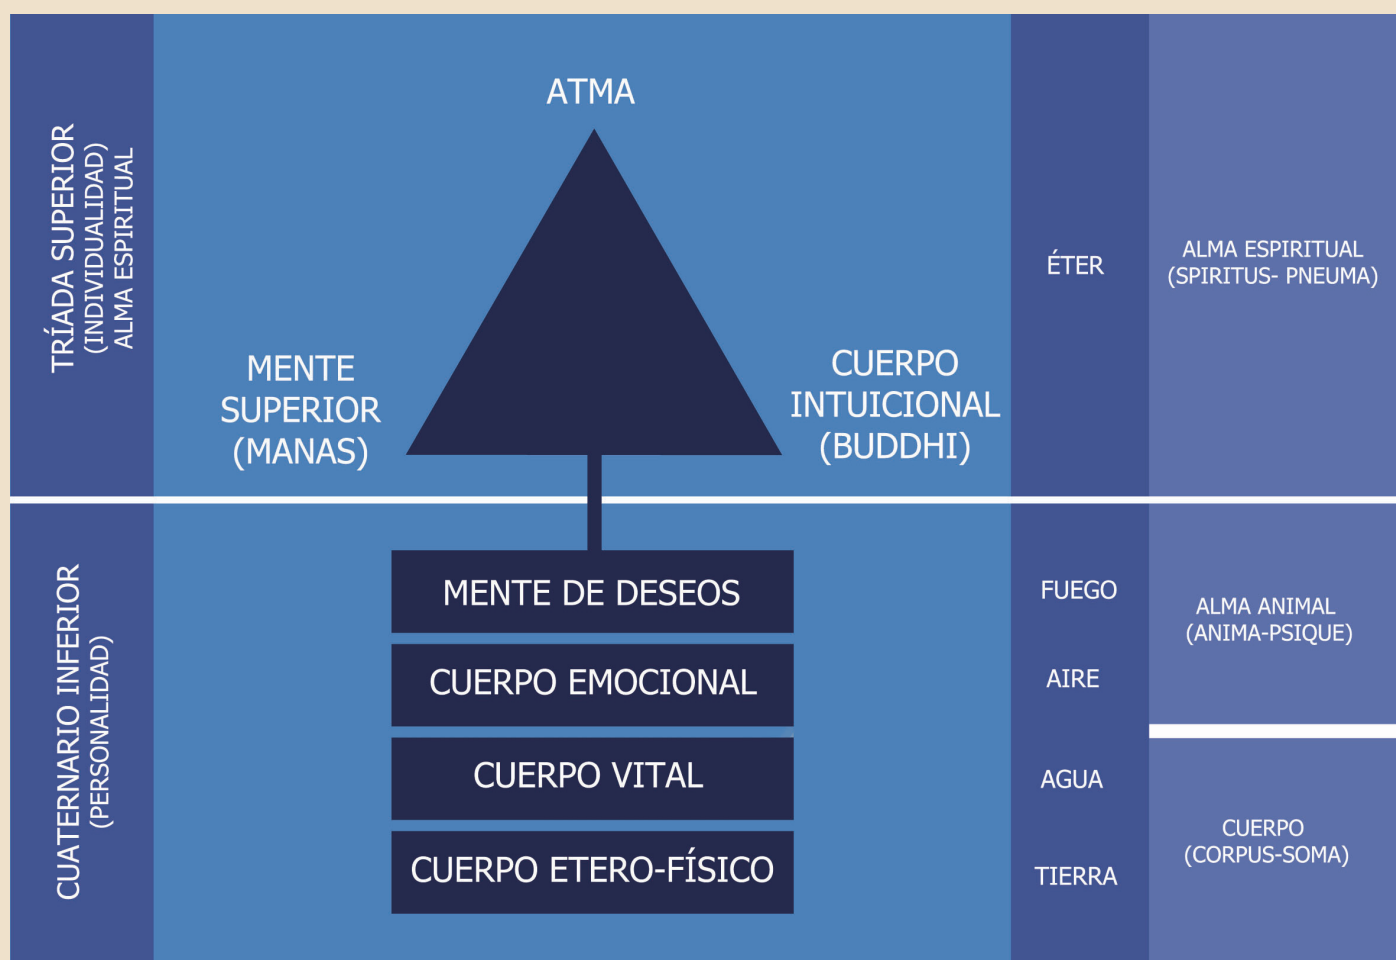 TRÍADA SUPERIOR
(INDIVIDUALIDAD)
ALMA ESPIRITUAL
ATMA
MENTE
SUPERIOR
(MANAS)
CUERPO
INTUICIONAL
(BUDDHI)
ÉTER
ALMA ESPIRITUAL
(SPIRITUS- PNEUMA)
CUATERNARIO INFERIOR
(PERSONALIDAD)
MENTE DE DESEOS
CUERPO EMOCIONAL
CUERPO VITAL
CUERPO ETERO-FÍSICO
FUEGO
AIRE
AGUA
TIERRA
ALMA ANIMAL
(ANIMA-PSIQUE)
CUERPO
(CORPUS-SOMA)